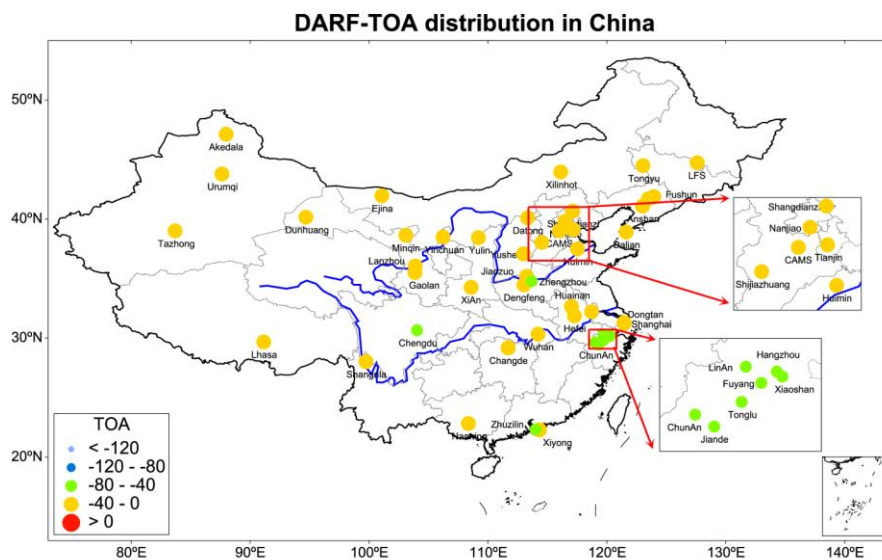 DARF-TOA distribution in China
50ºN
40ºN
30ºN
20ºN
80ºE
90ºE
100ºE
110ºE
120ºE
130ºE
140ºE
Akedala
Urumqi
Tazhong
Dunhuang
Ejina
Minqin
Yinchuan
Yulin
Yushe
Lanzhou
Gaolan
XiAn
Jiaozuo
Zhengzhou
Dengfeng
Datong
Xilinhot
Tongyu
LFS
Fushun
Anshan
Dalian
CAMS
Huimin
Huainan
Hefei
Dongtan
Shanghai
Wuhan
ChunAn
Changde
Chengdu
Lhasa
Shangrila
Nanning
Zhuzilin
Xiyong
Shangdianzi
Nanjiao
CAMS
Tianjin
Shijiazhuang
Huimin
Hangzhou
LinAn
Fuyang
Xiaoshan
Tonglu
ChunAn
Jiande
TOA
< -120
-120 - -80
-80 - -40
-40 - 0
> 0